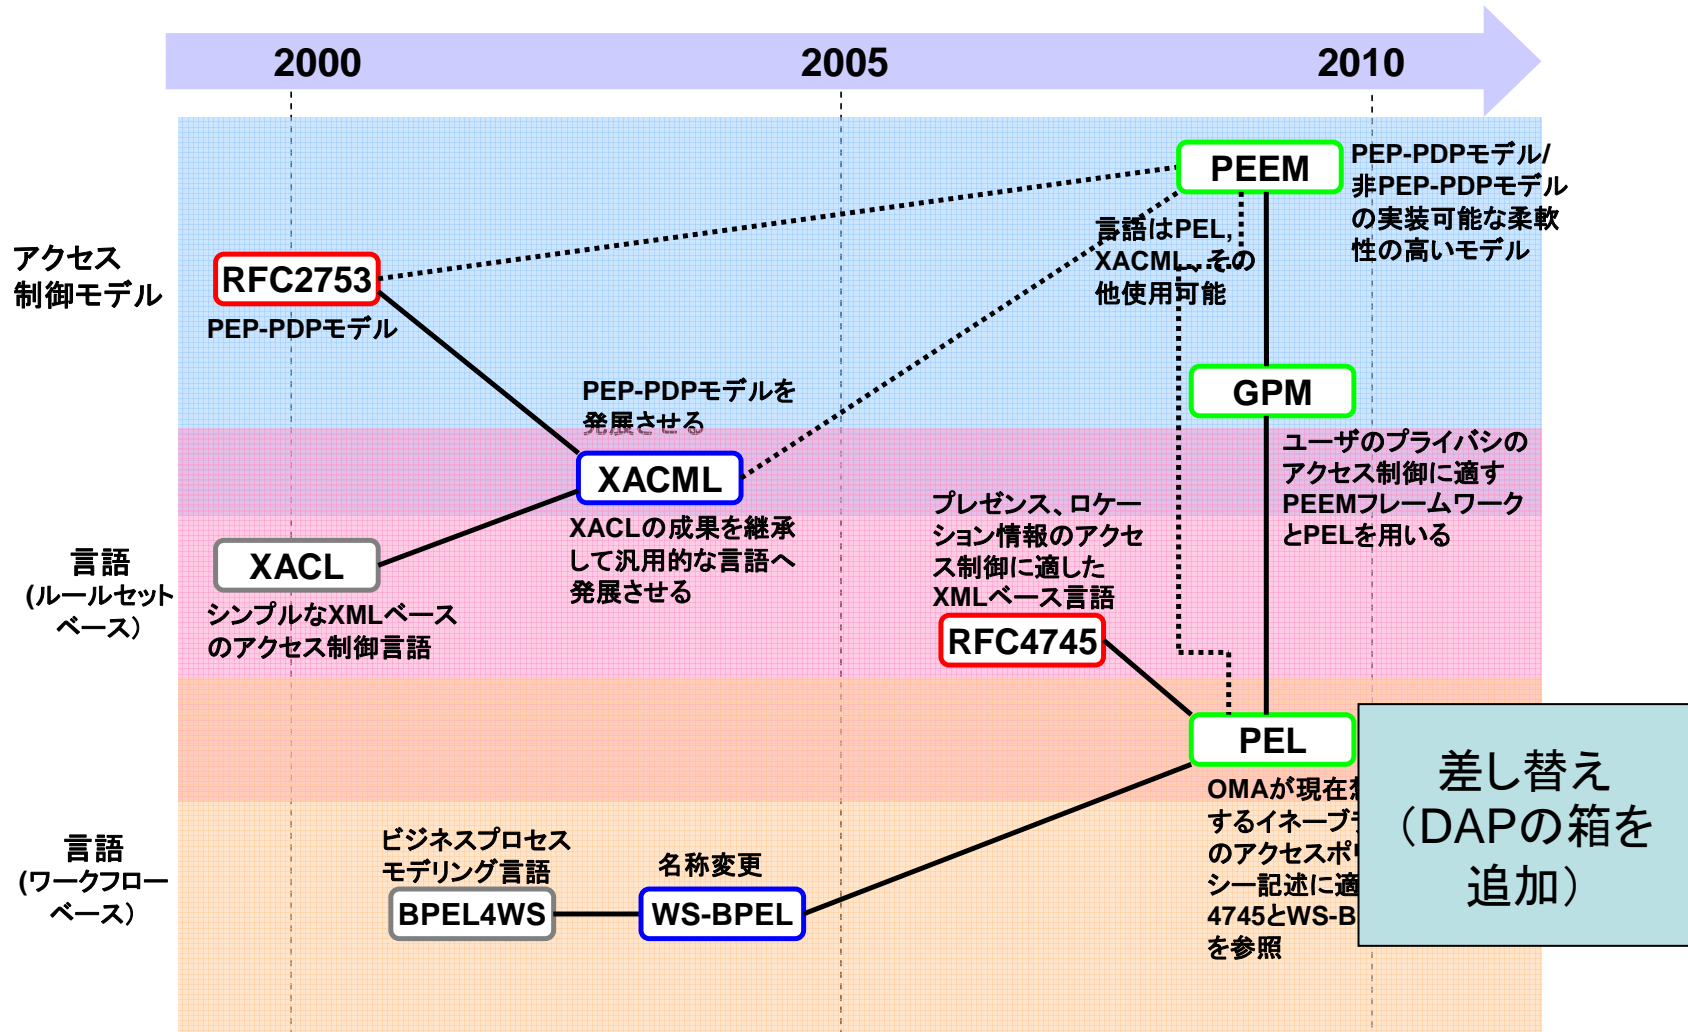 2000
2005
2010
アクセス
制御モデル
RFC2753
PEP-PDPモデル
PEEM
PEP-PDPモデル/
非PEP-PDPモデル
の実装可能な柔軟
性の高いモデル
言語はPEL,
XACML、その
他使用可能
GPM
ユーザのプライバシの
アクセス制御に適す
PEEMフレームワーク
とPELを用いる
PEP-PDPモデルを
発展させる
XACML
XACLの成果を継承
して汎用的な言語へ
発展させる
言語
(ルールセット
ベース）
XACL
シンプルなXMLベース
のアクセス制御言語
プレゼンス、ロケー
ション情報のアクセ
ス制御に適した
XMLベース言語
RFC4745
PEL
OMAが現在
するイネーブ
のアクセスポリ
シー記述に適
4745とWS-B
を参照
差し替え
（DAPの箱を
追加）
言語
(ワークフロー
ベース）
ビジネスプロセス
モデリング言語
BPEL4WS
名称変更
WS-BPEL